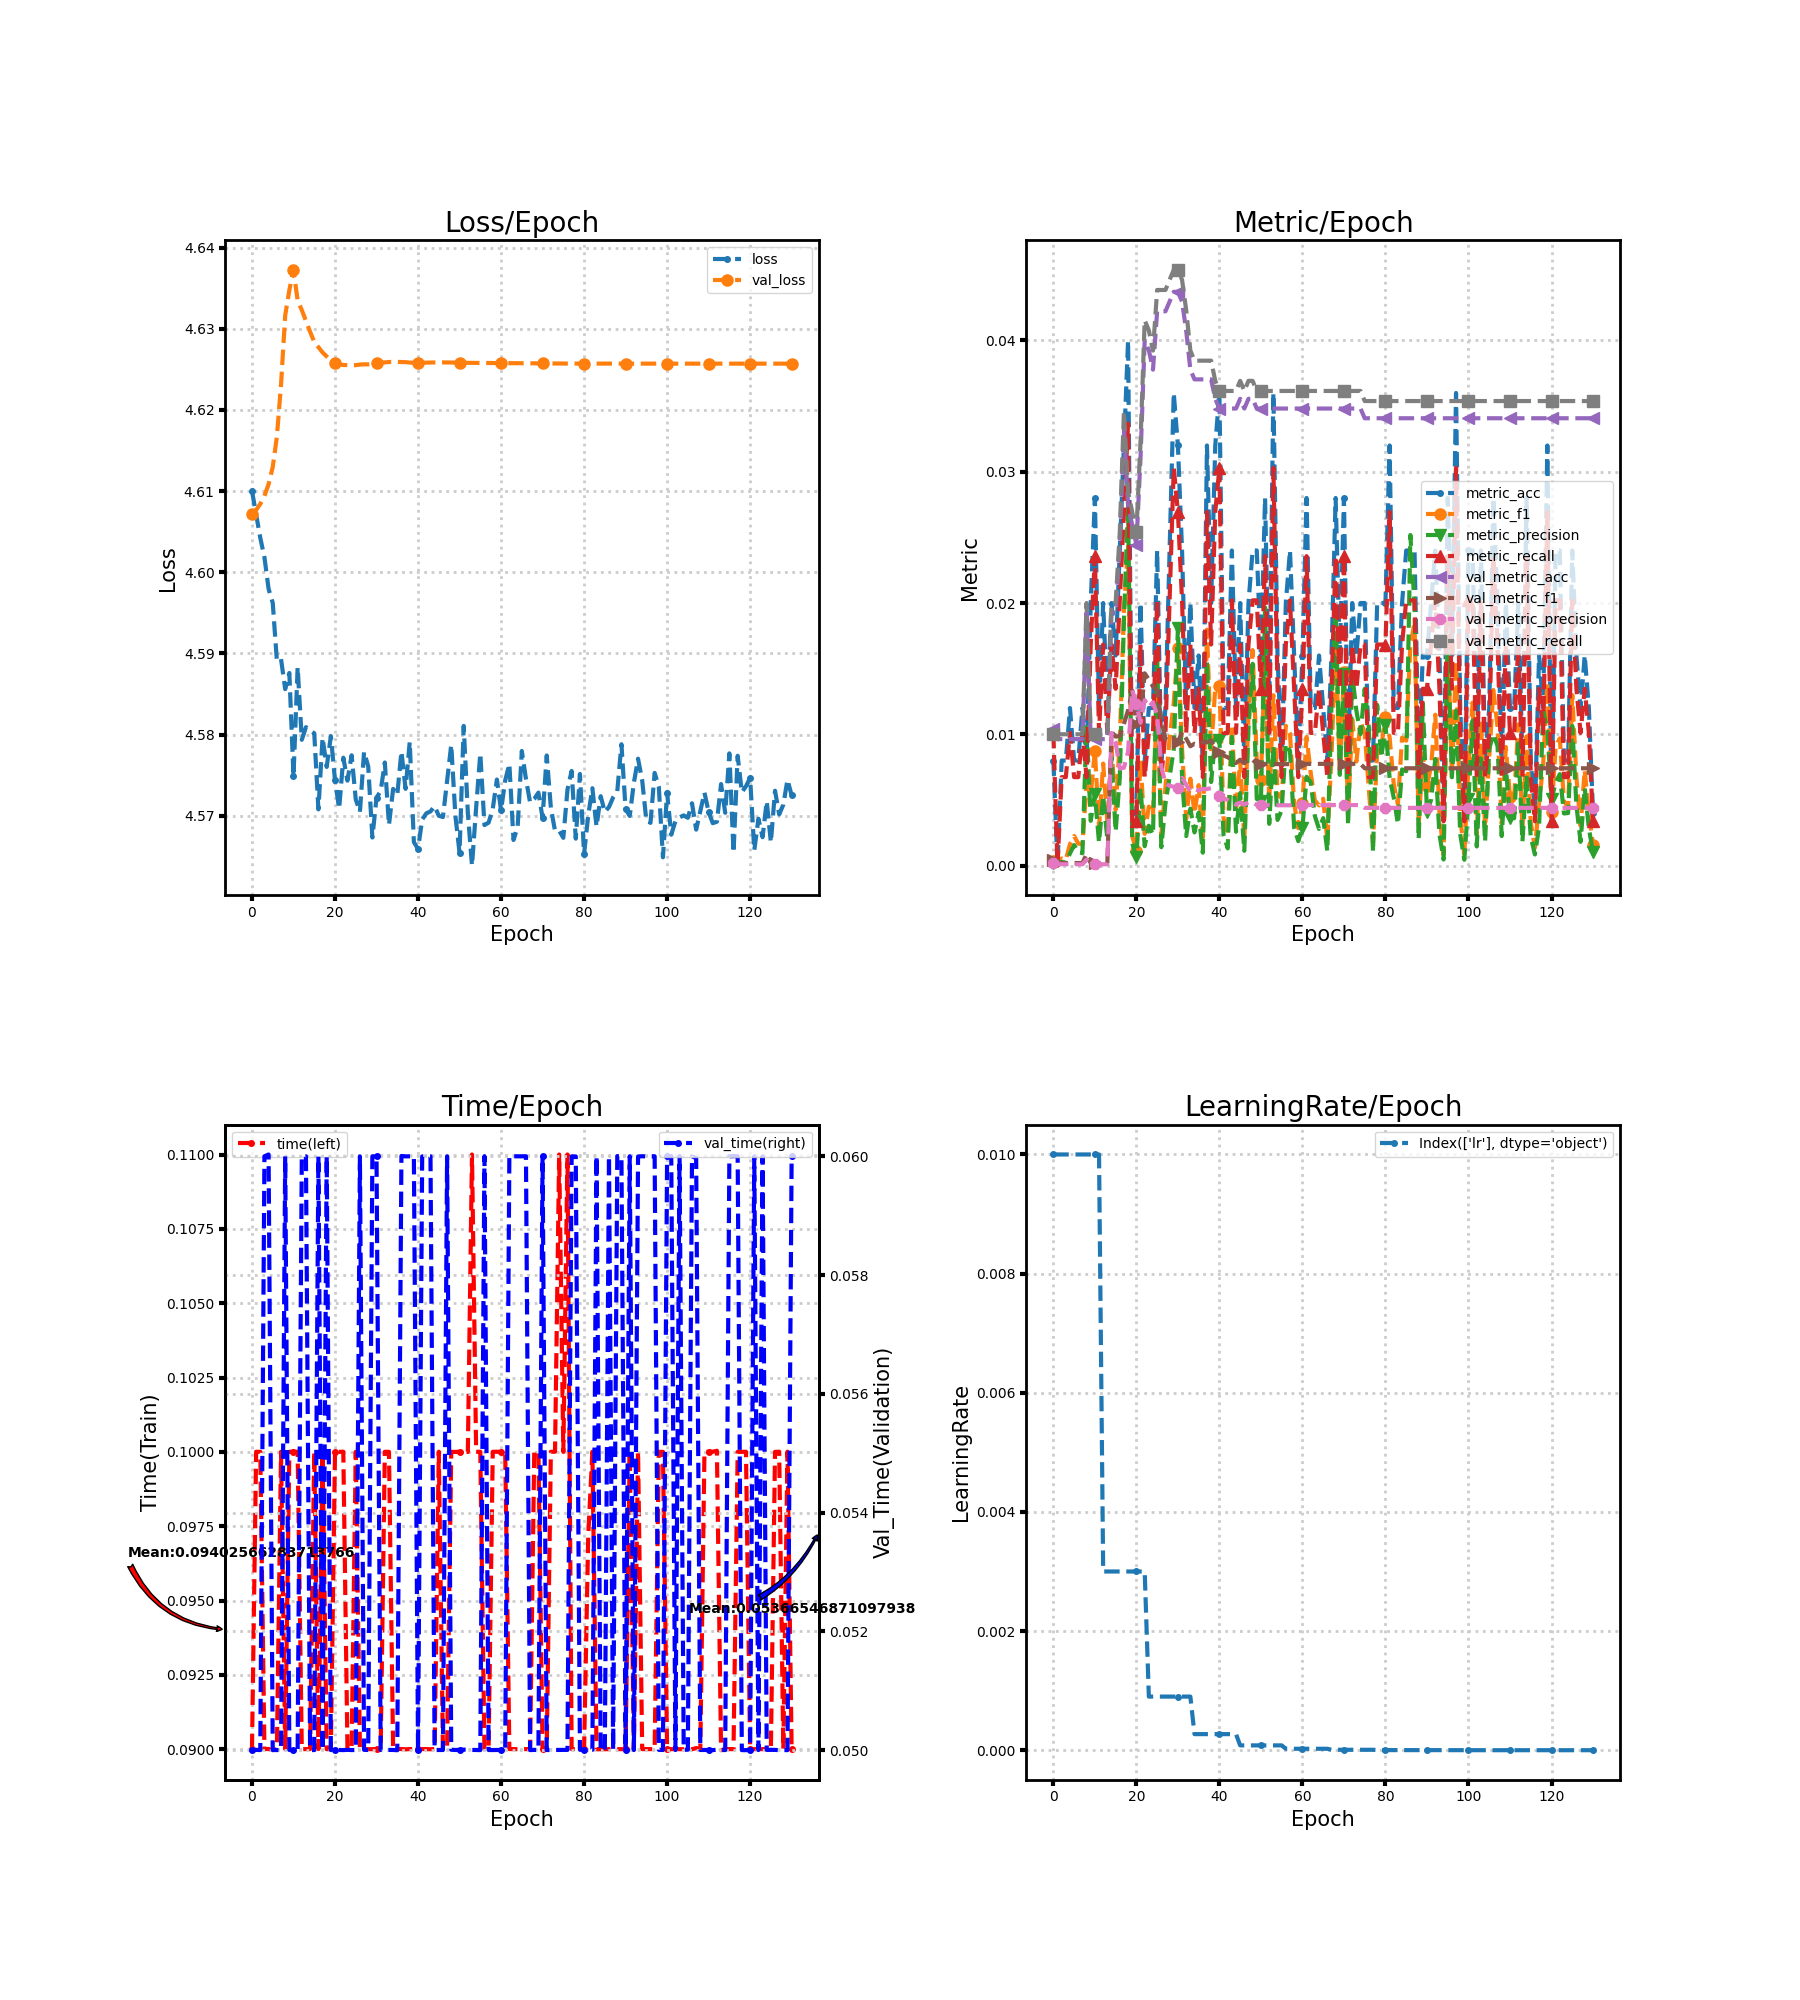 Loss/Epoch
4.64
4.63
4.62
4.61
4.60
4.59
4.58
4.57
Loss
loss
val_loss
0 20 40 60 80 100 120
Epoch
Metric/Epoch
0.04
0.03
0.02
0.01
0.00
Metric
metric_acc
metric_f1
metric_precision
metric_recall
val_metric_acc
val_metric_f1
val_metric_precision
val_metric_recall
0 20 40 60 80 100 120
Epoch
Time/Epoch
time(left)
val_time(right)
0.1100
0.1075
0.1050
0.1025
0.1000
0.0975
0.0950
0.0925
0.0900
Time(Train)
0.060
0.058
0.056
0.054
0.052
0.050
Val_Time(Validation)
Mean:0.05366546871097938
0 20 40 60 80 100 120
Epoch
LearningRate/Epoch
Index(['lr'], dtype='object')
0.010
0.008
0.006
0.004
0.002
0.000
LearningRate
0 20 40 60 80 100 120
Epoch